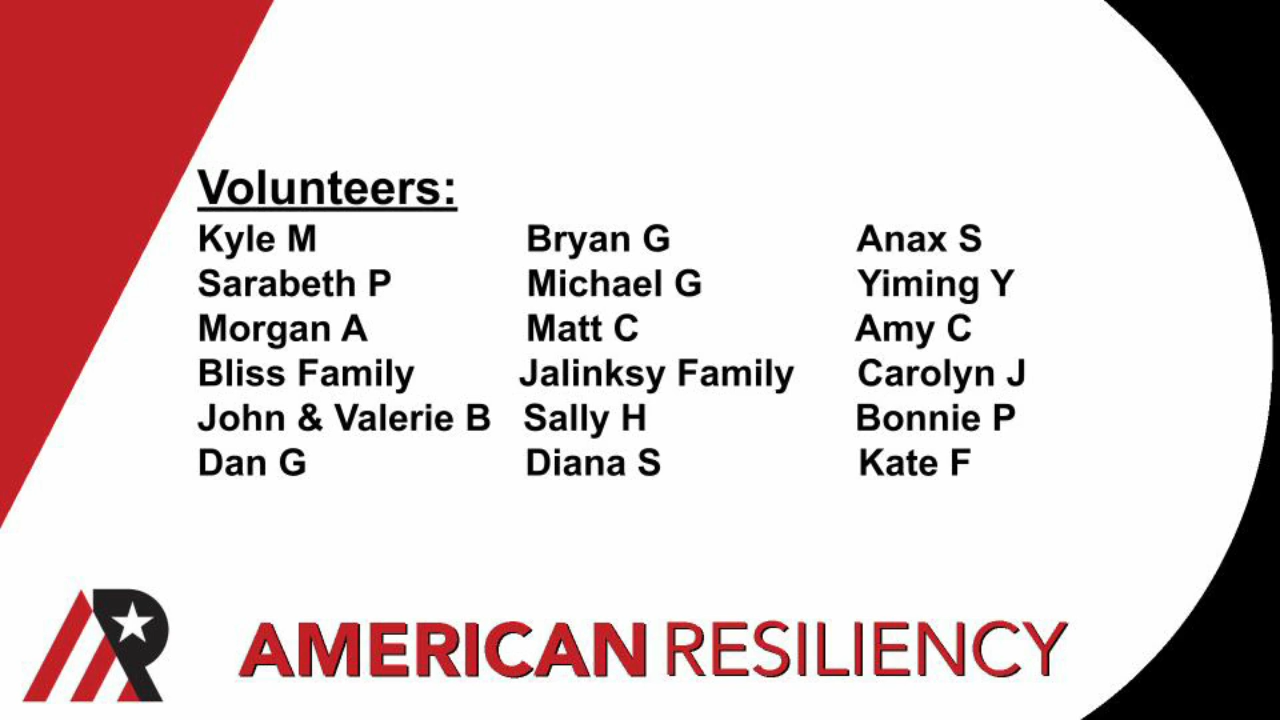 Volunteers:
Kyle M Bryan G Anax S
Sarabeth P Michael G Yiming Y
Morgan A Matt C Amy C
Bliss Family Jalinksy Family Carolyn J
John & Valerie B Sally H Bonnie P
Dan G Diana S Kate F
AR AMERICAN RESILIENCY